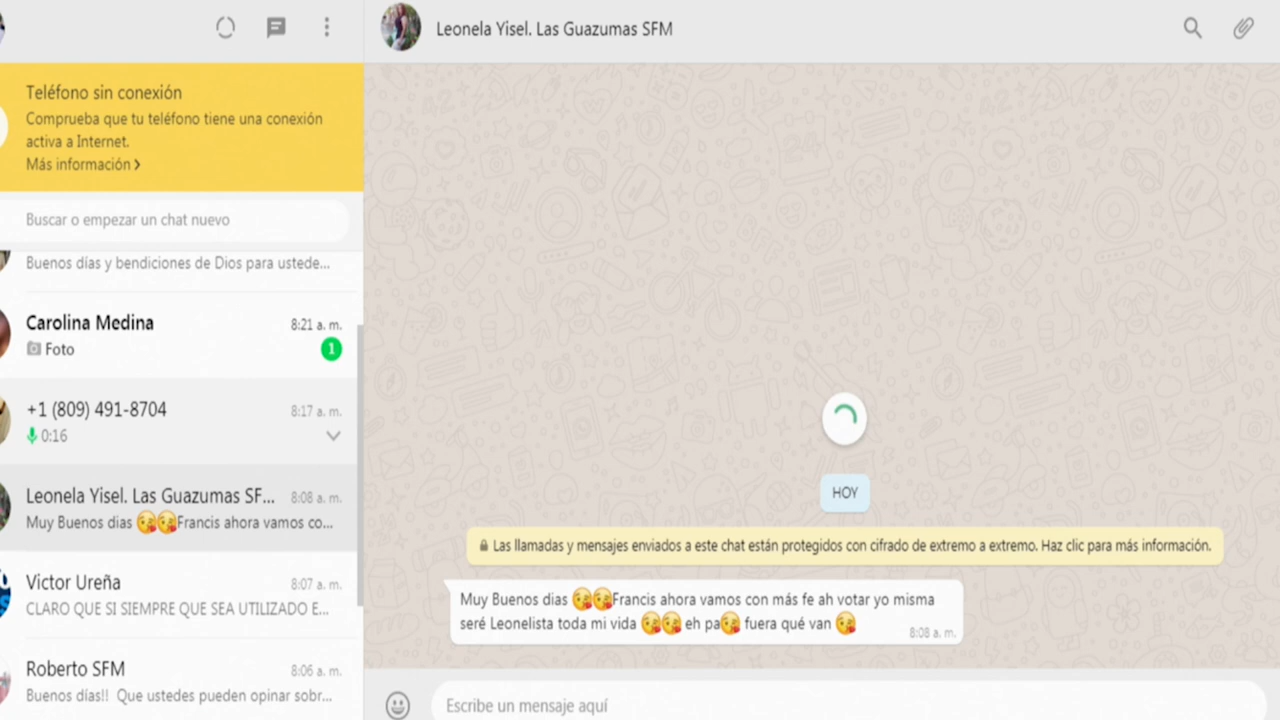 Leonela Yisel. Las Guazumas SFM
Teléfono sin conexión
Comprueba que tu teléfono tiene una conexión
activa a Internet.
Más información >
Buscar o empezar un chat nuevo
Buenos días y bendiciones de Dios para ustede...
Carolina Medina 8:21 a. m.
Foto 1
+1 (809) 491-8704 8:17 a. m.
0:16
Leonela Yisel. Las Guazumas SF... 8:08 a. m.
Muy Buenos dias 😘😘Francis ahora vamos co...
Victor Ureña 8:07 a. m.
CLARO QUE SI SIEMPRE QUE SEA UTILIZADO E...
Roberto SFM 8:06 a. m.
Buenos días!! Que ustedes pueden opinar sobr...
HOY
Las llamadas y mensajes enviados a este chat están protegidos con cifrado de extremo a extremo. Haz clic para más información.
Muy Buenos dias 😘😘Francis ahora vamos con más fe ah votar yo misma
seré Leonelista toda mi vida 😘😘 eh pa😘 fuera qué van 😘
8:08 a. m.
Escribe un mensaje aquí